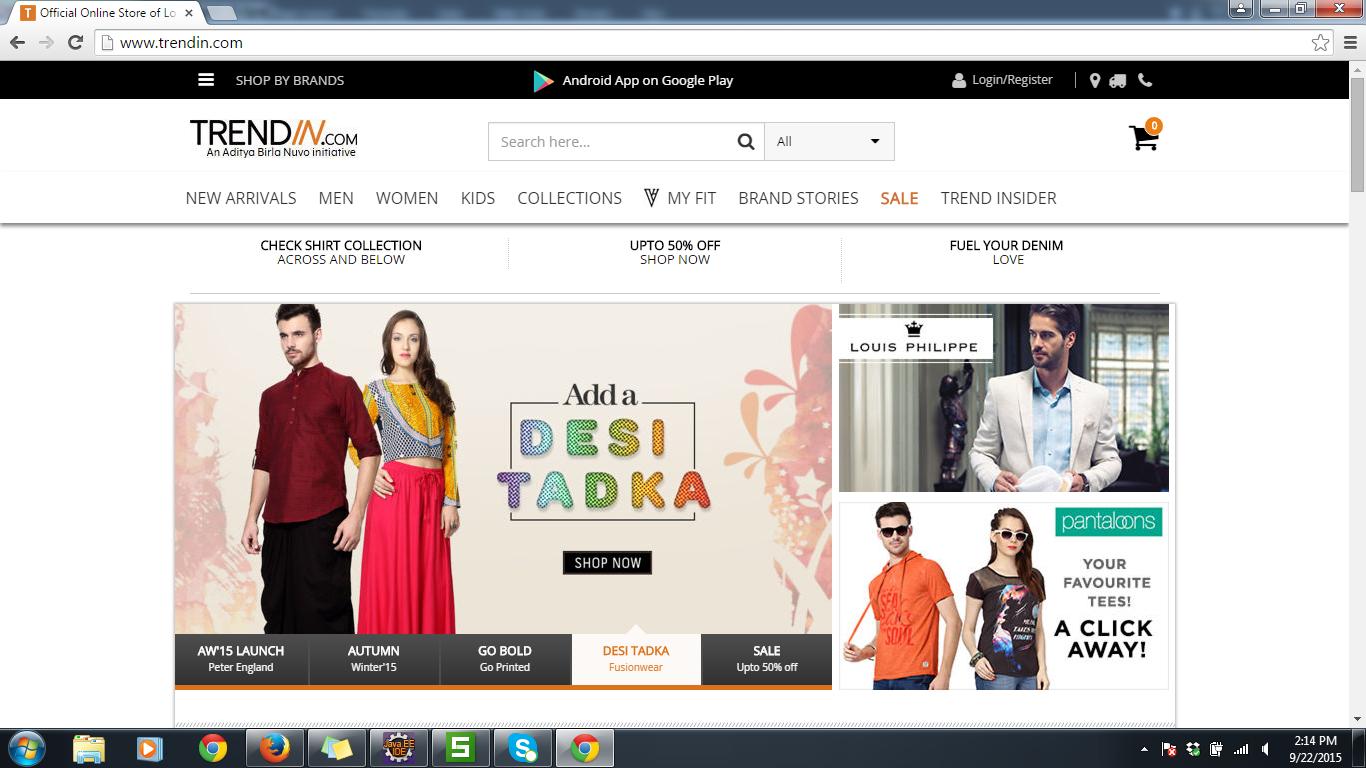 T Official Online Store of Lo
www.trendin.com
SHOP BY BRANDS
Android App on Google Play
Login/Register
TRENDIN.COM
An Aditya Birla Nuvo initiative
Search here...
All
0
NEW ARRIVALS MEN WOMEN KIDS COLLECTIONS MY FIT BRAND STORIES SALE TREND INSIDER
CHECK SHIRT COLLECTION
ACROSS AND BELOW
UPTO 50% OFF
SHOP NOW
FUEL YOUR DENIM
LOVE
Add a
DESI
TADKA
SHOP NOW
LOUIS PHILIPPE
pantaloons
YOUR
FAVOURITE
TEES!
A CLICK
AWAY!
AW'15 LAUNCH
Peter England
AUTUMN
Winter'15
GO BOLD
Go Printed
DESI TADKA
Fusionwear
SALE
Upto 50% off
Java EE
IDE
S
S
2:14 PM
9/22/2015